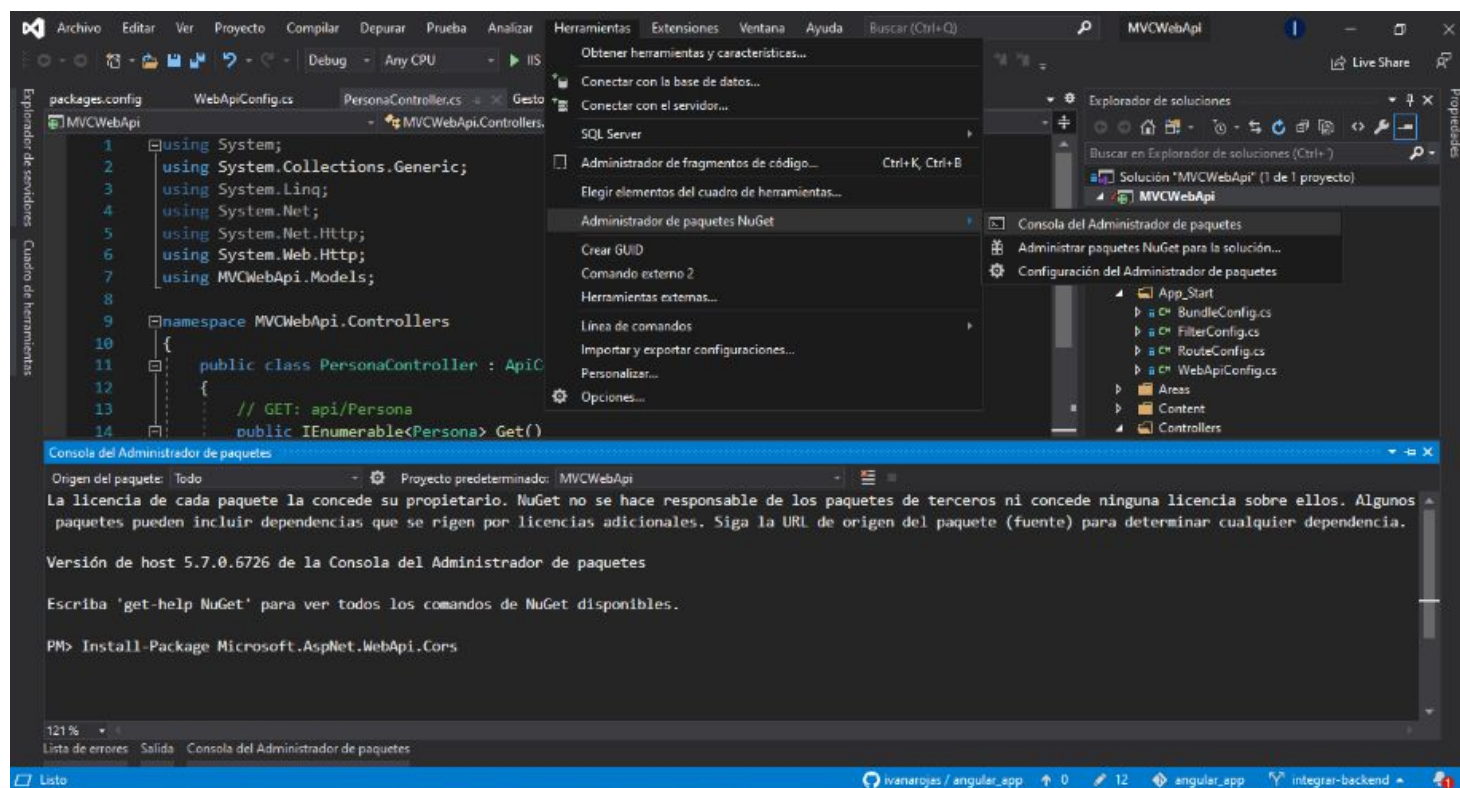 Archivo Editar Ver Proyecto Compilar Depurar Prueba Analizar Herramientas Extensiones Ventana Ayuda Buscar (Ctrl+Q) MVCWebApi
Debug Any CPU IIS Live Share
Obtener herramientas y características...
Conectar con la base de datos...
Conectar con el servidor...
SQL Server
Administrador de fragmentos de código... Ctrl+K, Ctrl+B
Elegir elementos del cuadro de herramientas...
Administrador de paquetes NuGet
Crear GUID
Comando externo 2
Herramientas externas...
Línea de comandos
Importar y exportar configuraciones...
Personalizar...
Opciones...
Consola del Administrador de paquetes
Administrar paquetes NuGet para la solución...
Configuración del Administrador de paquetes
Explorador de servidores
Cuadro de herramientas
packages.config WebApiConfig.cs PersonaController.cs Gesto
MVCWebApi MVCWebApi.Controllers.
1 using System;
2 using System.Collections.Generic;
3 using System.Linq;
4 using System.Net;
5 using System.Net.Http;
6 using System.Web.Http;
7 using MVCWebApi.Models;
8
9 namespace MVCWebApi.Controllers
10 {
11 public class PersonaController : ApiC
12 {
13 // GET: api/Persona
14 public IEnumerable<Persona> Get()
Explorador de soluciones
Buscar en Explorador de soluciones (Ctrl+´)
Solución "MVCWebApi" (1 de 1 proyecto)
MVCWebApi
App_Start
BundleConfig.cs
FilterConfig.cs
RouteConfig.cs
WebApiConfig.cs
Areas
Content
Controllers
Propiedades
Consola del Administrador de paquetes
Origen del paquete: Todo Proyecto predeterminado: MVCWebApi
La licencia de cada paquete la concede su propietario. NuGet no se hace responsable de los paquetes de terceros ni concede ninguna licencia sobre ellos. Algunos
paquetes pueden incluir dependencias que se rigen por licencias adicionales. Siga la URL de origen del paquete (fuente) para determinar cualquier dependencia.
Versión de host 5.7.0.6726 de la Consola del Administrador de paquetes
Escriba 'get-help NuGet' para ver todos los comandos de NuGet disponibles.
PM> Install-Package Microsoft.AspNet.WebApi.Cors
121 %
Lista de errores Salida Consola del Administrador de paquetes
Listo ivanarojas / angular_app 0 12 angular_app integrar-backend 1